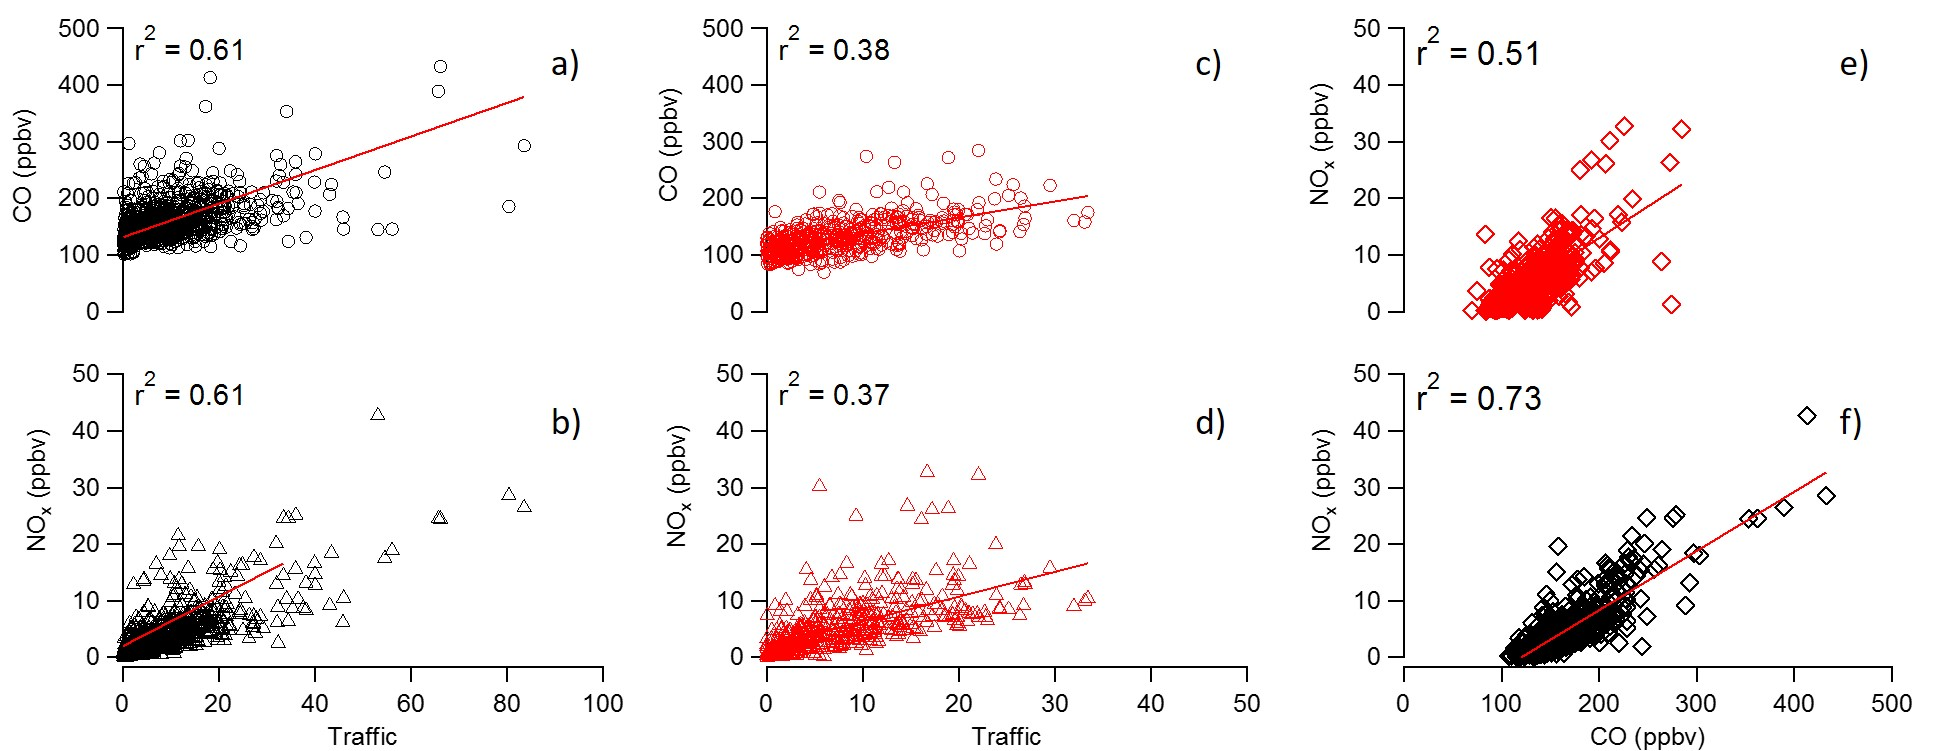 r² = 0.61
a)
CO (ppbv)
500
400
300
200
100
0
r² = 0.38
c)
CO (ppbv)
500
400
300
200
100
0
r² = 0.51
e)
NOₓ (ppbv)
50
40
30
20
10
0
r² = 0.61
b)
NOₓ (ppbv)
50
40
30
20
10
0
0 20 40 60 80 100
Traffic
r² = 0.37
d)
NOₓ (ppbv)
50
40
30
20
10
0
0 10 20 30 40 50
Traffic
r² = 0.73
f)
NOₓ (ppbv)
50
40
30
20
10
0
0 100 200 300 400 500
CO (ppbv)